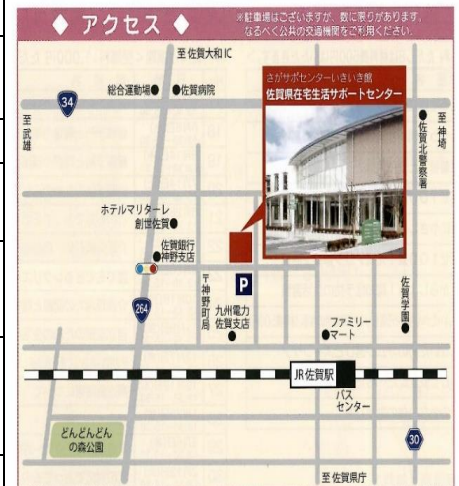 ◆ アクセス ◆
※駐車場はございますが、数に限りがあります。
なるべく公共の交通機関をご利用ください。
至 佐賀大和IC
総合運動場
佐賀病院
34
至武雄
さがサポセンターいきいき館
佐賀県在宅生活サポートセンター
至神埼
佐賀北警察署
ホテルマリターレ
創世佐賀
佐賀銀行
神野支店
264
〒神野町局
P
九州電力
佐賀支店
ファミリー
マート
佐賀学園
JR佐賀駅
バス
センター
どんどんどん
の森公園
30
至 佐賀県庁